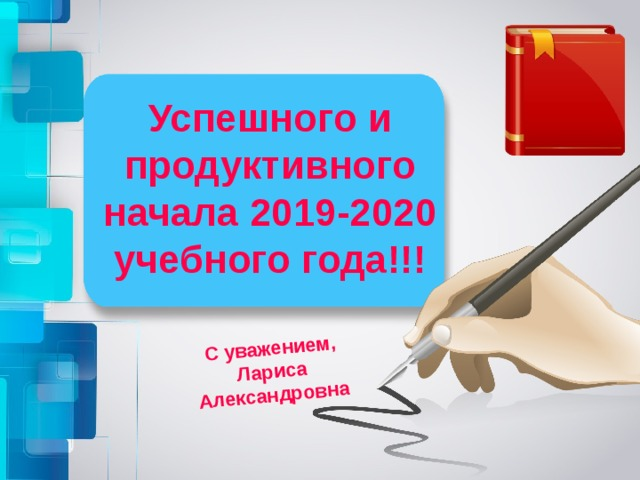 Успешного и
продуктивного
начала 2019-2020
учебного года!!!
С уважением,
Лариса
Александровна